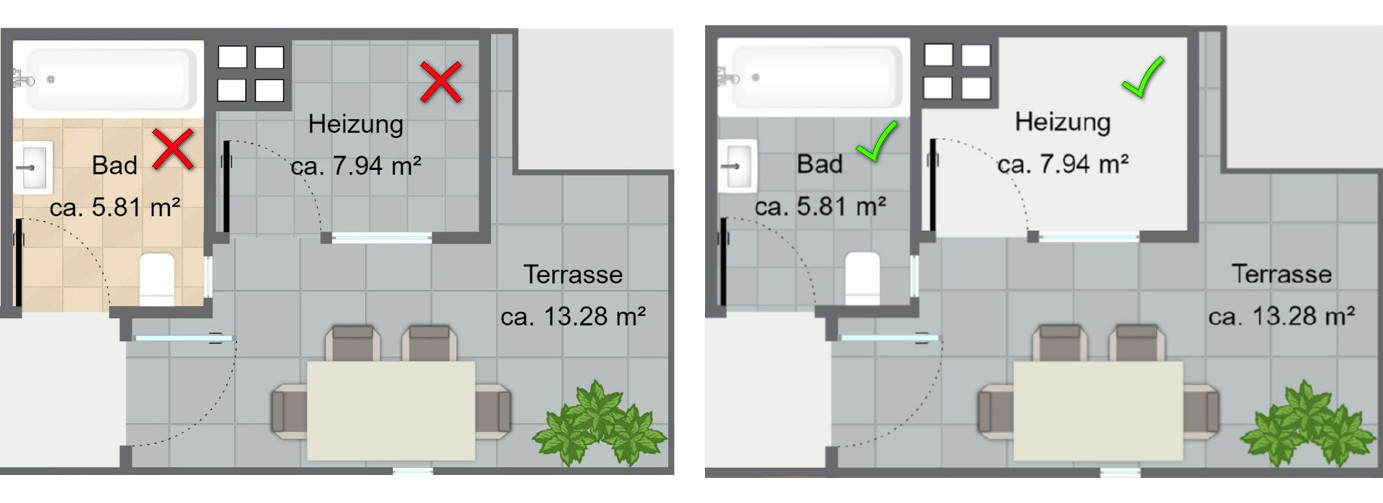 Heizung
ca. 7.94 m²
Bad
ca. 5.81 m²
Terrasse
ca. 13.28 m²
Heizung
ca. 7.94 m²
Bad
ca. 5.81 m²
Terrasse
ca. 13.28 m²